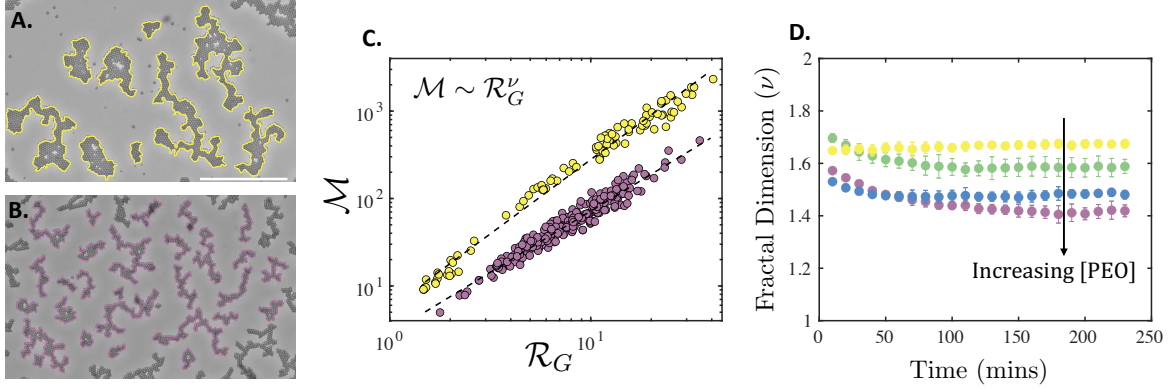 A.
B.
C.
M ~ R_G^ν
10^3
10^2
10^1
M
10^0
10^1
R_G
D.
2
1.8
1.6
1.4
1.2
1
Fractal Dimension (ν)
Increasing [PEO]
0
50
100
150
200
250
Time (mins)